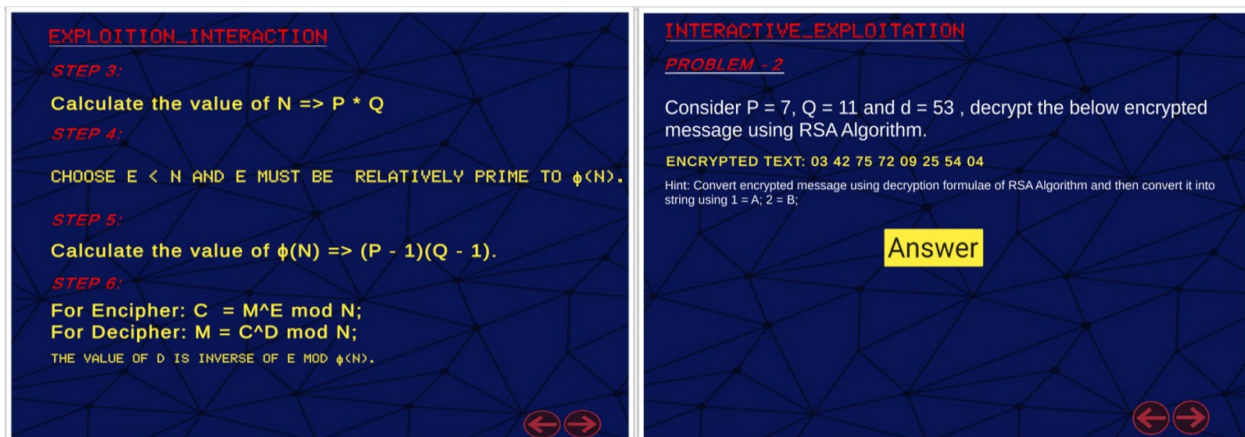 EXPLOITION_INTERACTION
STEP 3:
Calculate the value of N => P * Q
STEP 4:
CHOOSE E < N AND E MUST BE RELATIVELY PRIME TO ϕ(N).
STEP 5:
Calculate the value of ϕ(N) => (P - 1)(Q - 1).
STEP 6:
For Encipher: C = M^E mod N;
For Decipher: M = C^D mod N;
THE VALUE OF D IS INVERSE OF E MOD ϕ(N).
INTERACTIVE_EXPLOITATION
PROBLEM - 2
Consider P = 7, Q = 11 and d = 53 , decrypt the below encrypted
message using RSA Algorithm.
ENCRYPTED TEXT: 03 42 75 72 09 25 54 04
Hint: Convert encrypted message using decryption formulae of RSA Algorithm and then convert it into
string using 1 = A; 2 = B;
Answer